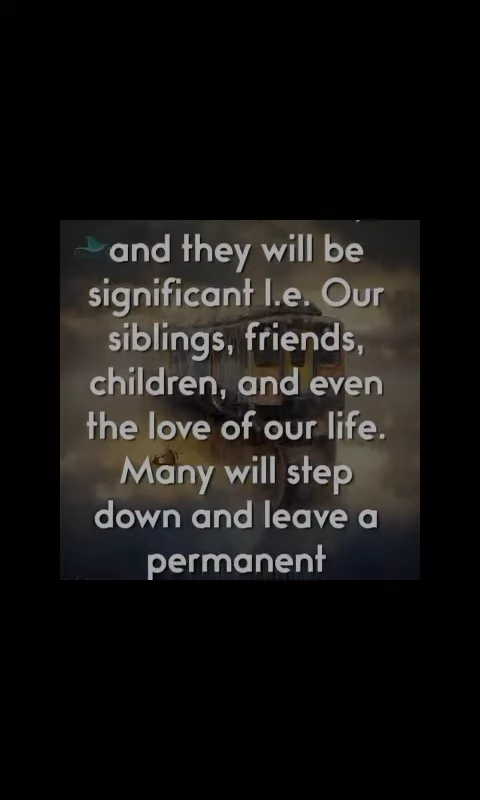 and they will be
significant I.e. Our
siblings, friends,
children, and even
the love of our life.
Many will step
down and leave a
permanent